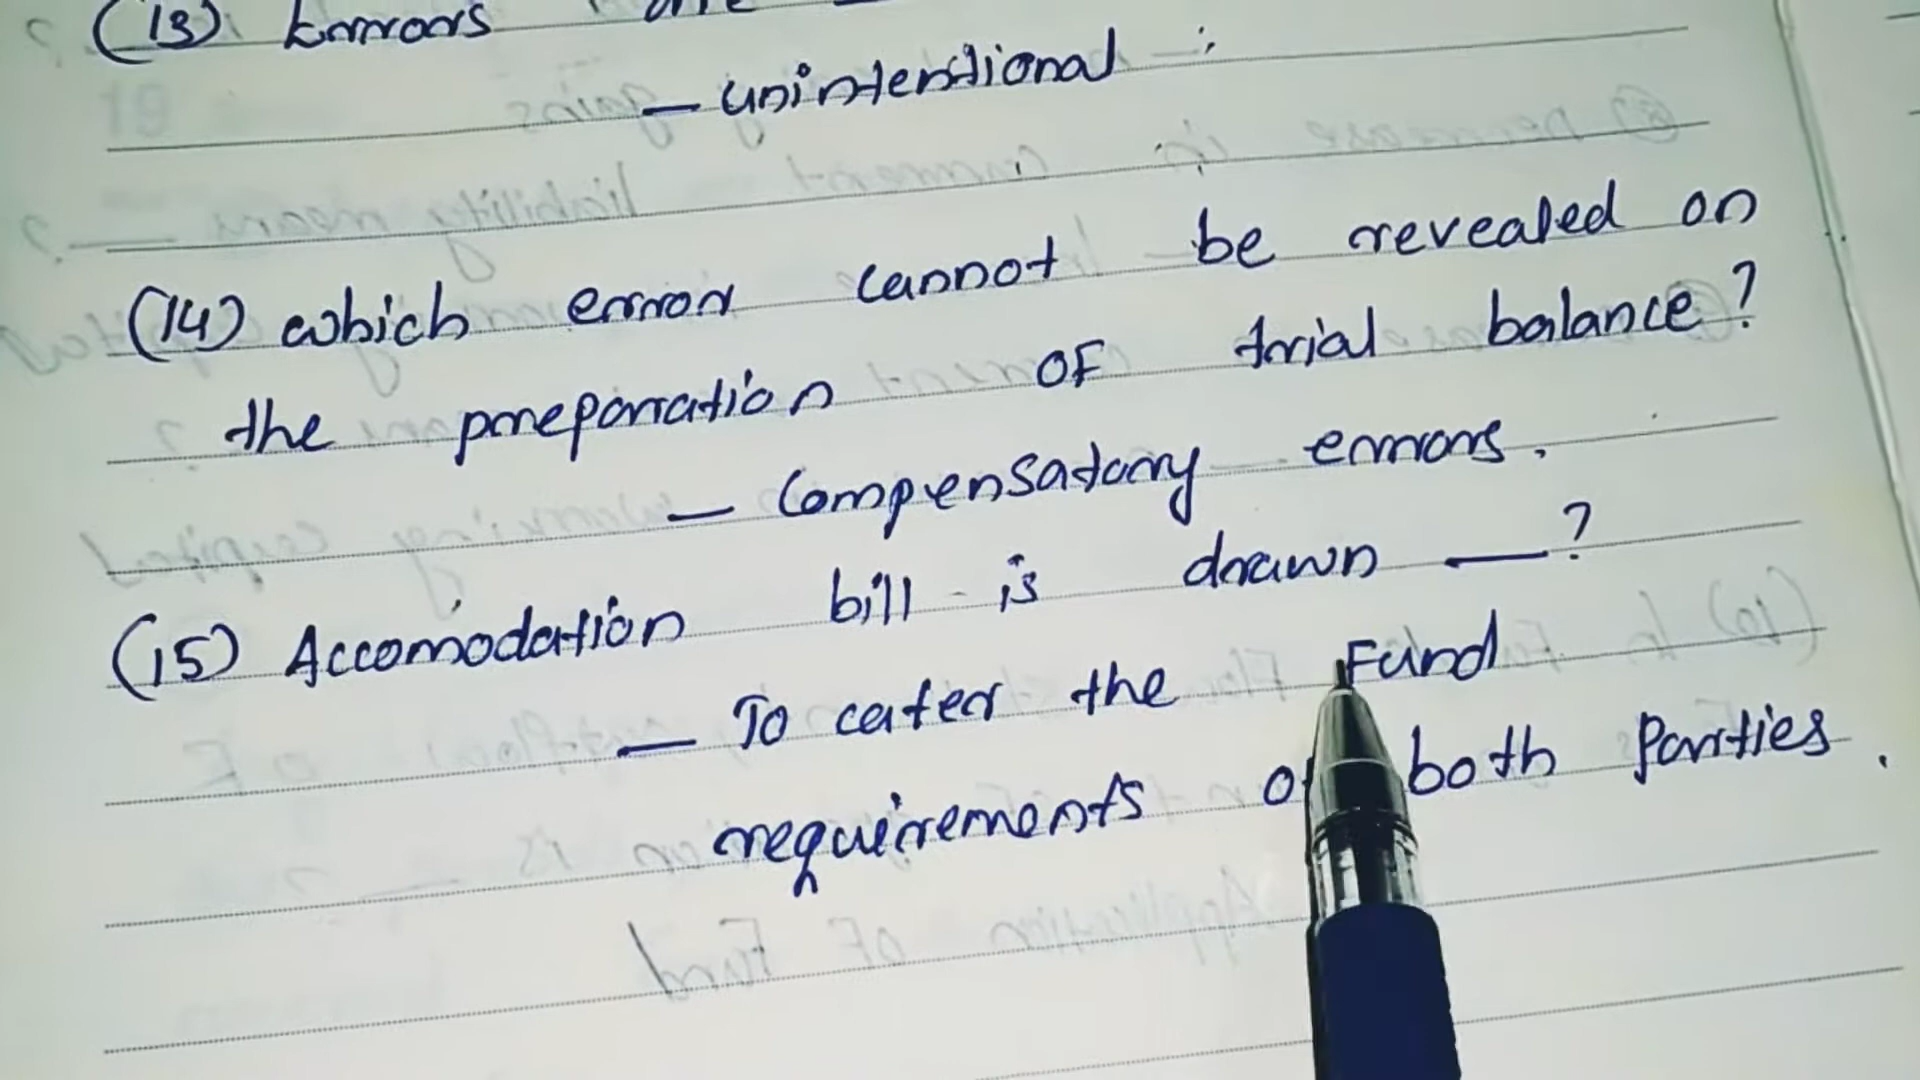 (13) Errors are
— unintentional :
(14) which error cannot be revealed on
the preparation OF trial balance?
— Compensatory errors.
(15) Accomodation bill is drawn —?
— To cater the Fund
requirements of both Parties.